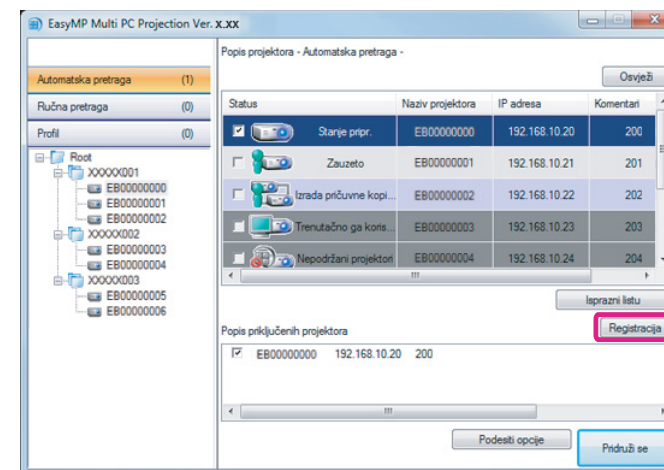 EasyMP Multi PC Projection Ver. X.XX
Popis projektora - Automatska pretraga -
Automatska pretraga (1)
Osvježi
Ručna pretraga (0)
Profil (0)
Status Naziv projektora IP adresa Komentari
Stanje pripr. EB00000000 192.168.10.20 200
Zauzeto EB00000001 192.168.10.21 201
Izrada pričuvne kopi... EB00000002 192.168.10.22 202
Trenutačno ga koris... EB00000003 192.168.10.23 203
Nepodržani projektori EB00000004 192.168.10.24 204
Root
XXXXX001
EB00000000
EB00000001
EB00000002
XXXXX002
EB00000003
EB00000004
XXXXX003
EB00000005
EB00000006
Isprazni listu
Registracija
Popis priključenih projektora
EB00000000 192.168.10.20 200
Podesiti opcije
Pridruži se